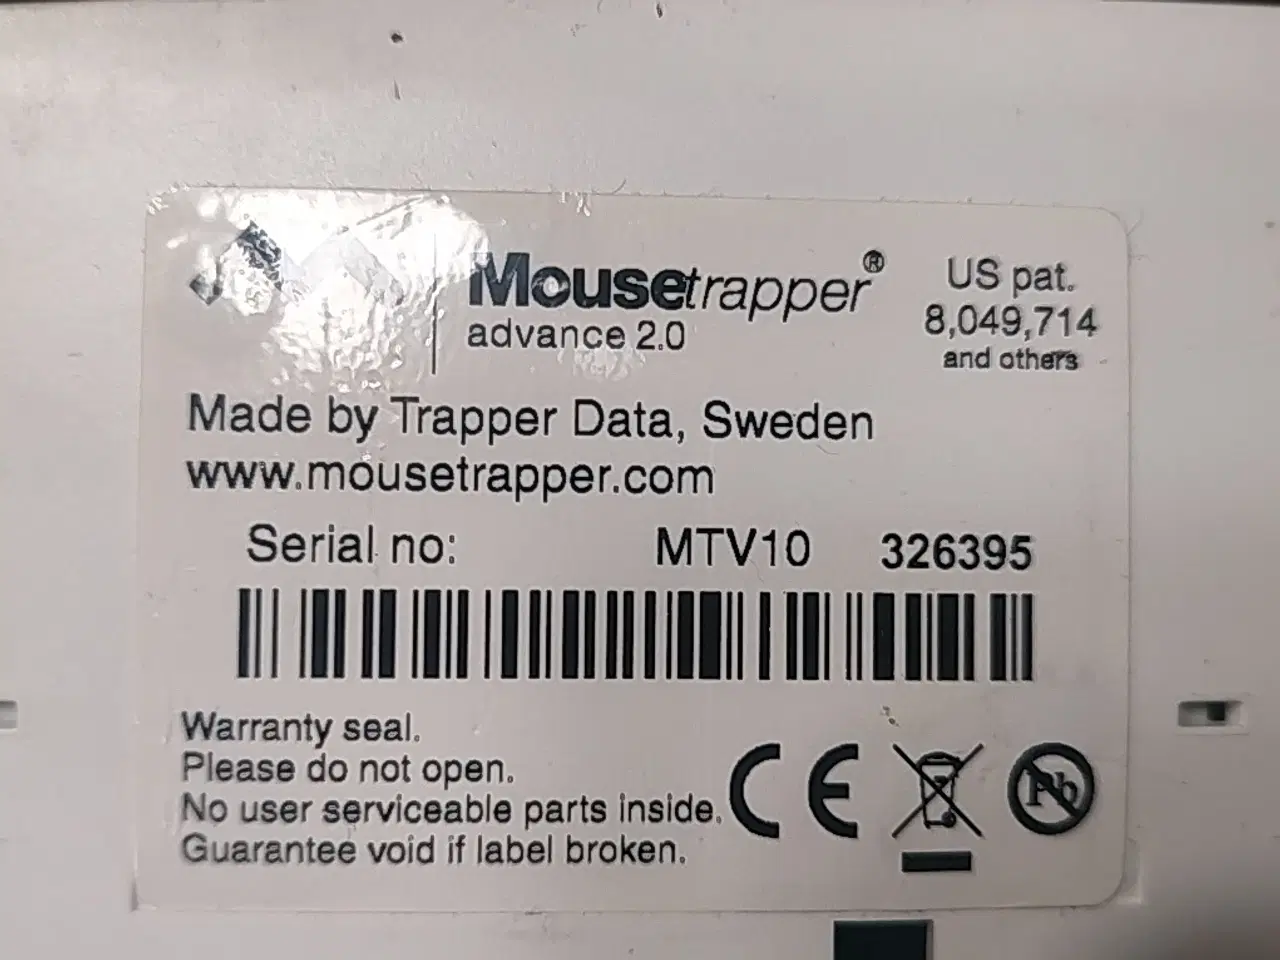 Mousetrapper®
advance 2.0
US pat.
8,049,714
and others
Made by Trapper Data, Sweden
www.mousetrapper.com
Serial no: MTV10 326395
Warranty seal.
Please do not open.
No user serviceable parts inside.
Guarantee void if label broken.
CE
Pb